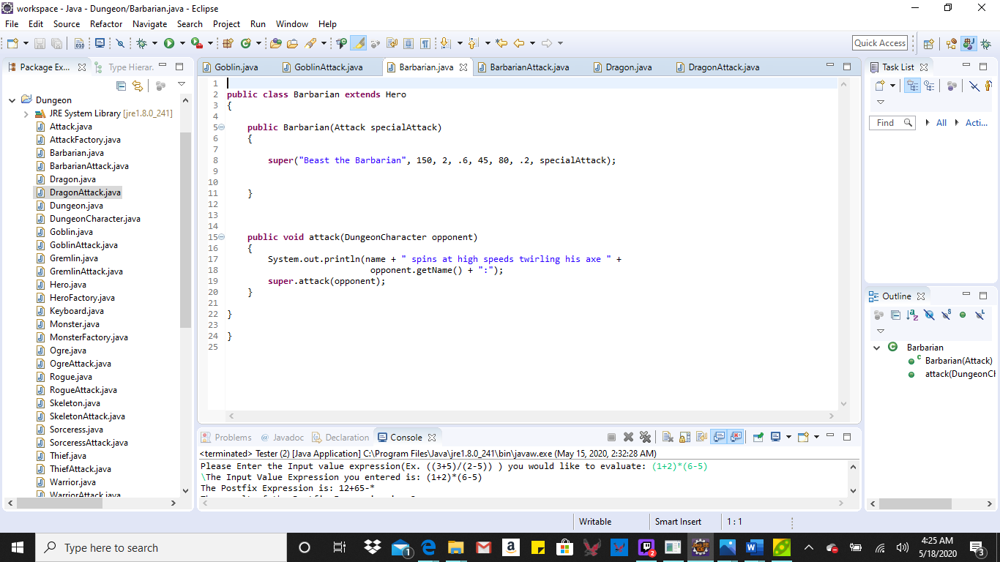 workspace - Java - Dungeon/Barbarian.java - Eclipse
File Edit Source Refactor Navigate Search Project Run Window Help
Quick Access
Package Ex... Type Hierar.
Dungeon
JRE System Library [jre1.8.0_241]
Attack.java
AttackFactory.java
Barbarian.java
BarbarianAttack.java
Dragon.java
DragonAttack.java
Dungeon.java
DungeonCharacter.java
Goblin.java
GoblinAttack.java
Gremlin.java
GremlinAttack.java
Hero.java
HeroFactory.java
Keyboard.java
Monster.java
MonsterFactory.java
Ogre.java
OgreAttack.java
Rogue.java
RogueAttack.java
Skeleton.java
SkeletonAttack.java
Sorceress.java
SorceressAttack.java
Thief.java
ThiefAttack.java
Warrior.java
WarriorAttack.java
Goblin.java GoblinAttack.java Barbarian.java BarbarianAttack.java Dragon.java DragonAttack.java
1
2 public class Barbarian extends Hero
3 {
4
5 public Barbarian(Attack specialAttack)
6 {
7
8 super("Beast the Barbarian", 150, 2, .6, 45, 80, .2, specialAttack);
9
10
11 }
12
13
14
15 public void attack(DungeonCharacter opponent)
16 {
17 System.out.println(name + " spins at high speeds twirling his axe " +
18 opponent.getName() + ":");
19 super.attack(opponent);
20 }
21
22 }
23
24 }
25
Task List
Find All Acti...
Outline
Barbarian
Barbarian(Attack)
attack(DungeonCh
Problems @ Javadoc Declaration Console
<terminated> Tester (2) [Java Application] C:\Program Files\Java\jre1.8.0_241\bin\javaw.exe (May 15, 2020, 2:32:28 AM)
Please Enter the Input value expression(Ex. ((3+5)/(2-5)) ) you would like to evaluate: (1+2)*(6-5)
\The Input Value Expression you entered is: (1+2)*(6-5)
The Postfix Expression is: 12+65-*
Writable Smart Insert 1 : 1
Type here to search
4:25 AM
5/18/2020